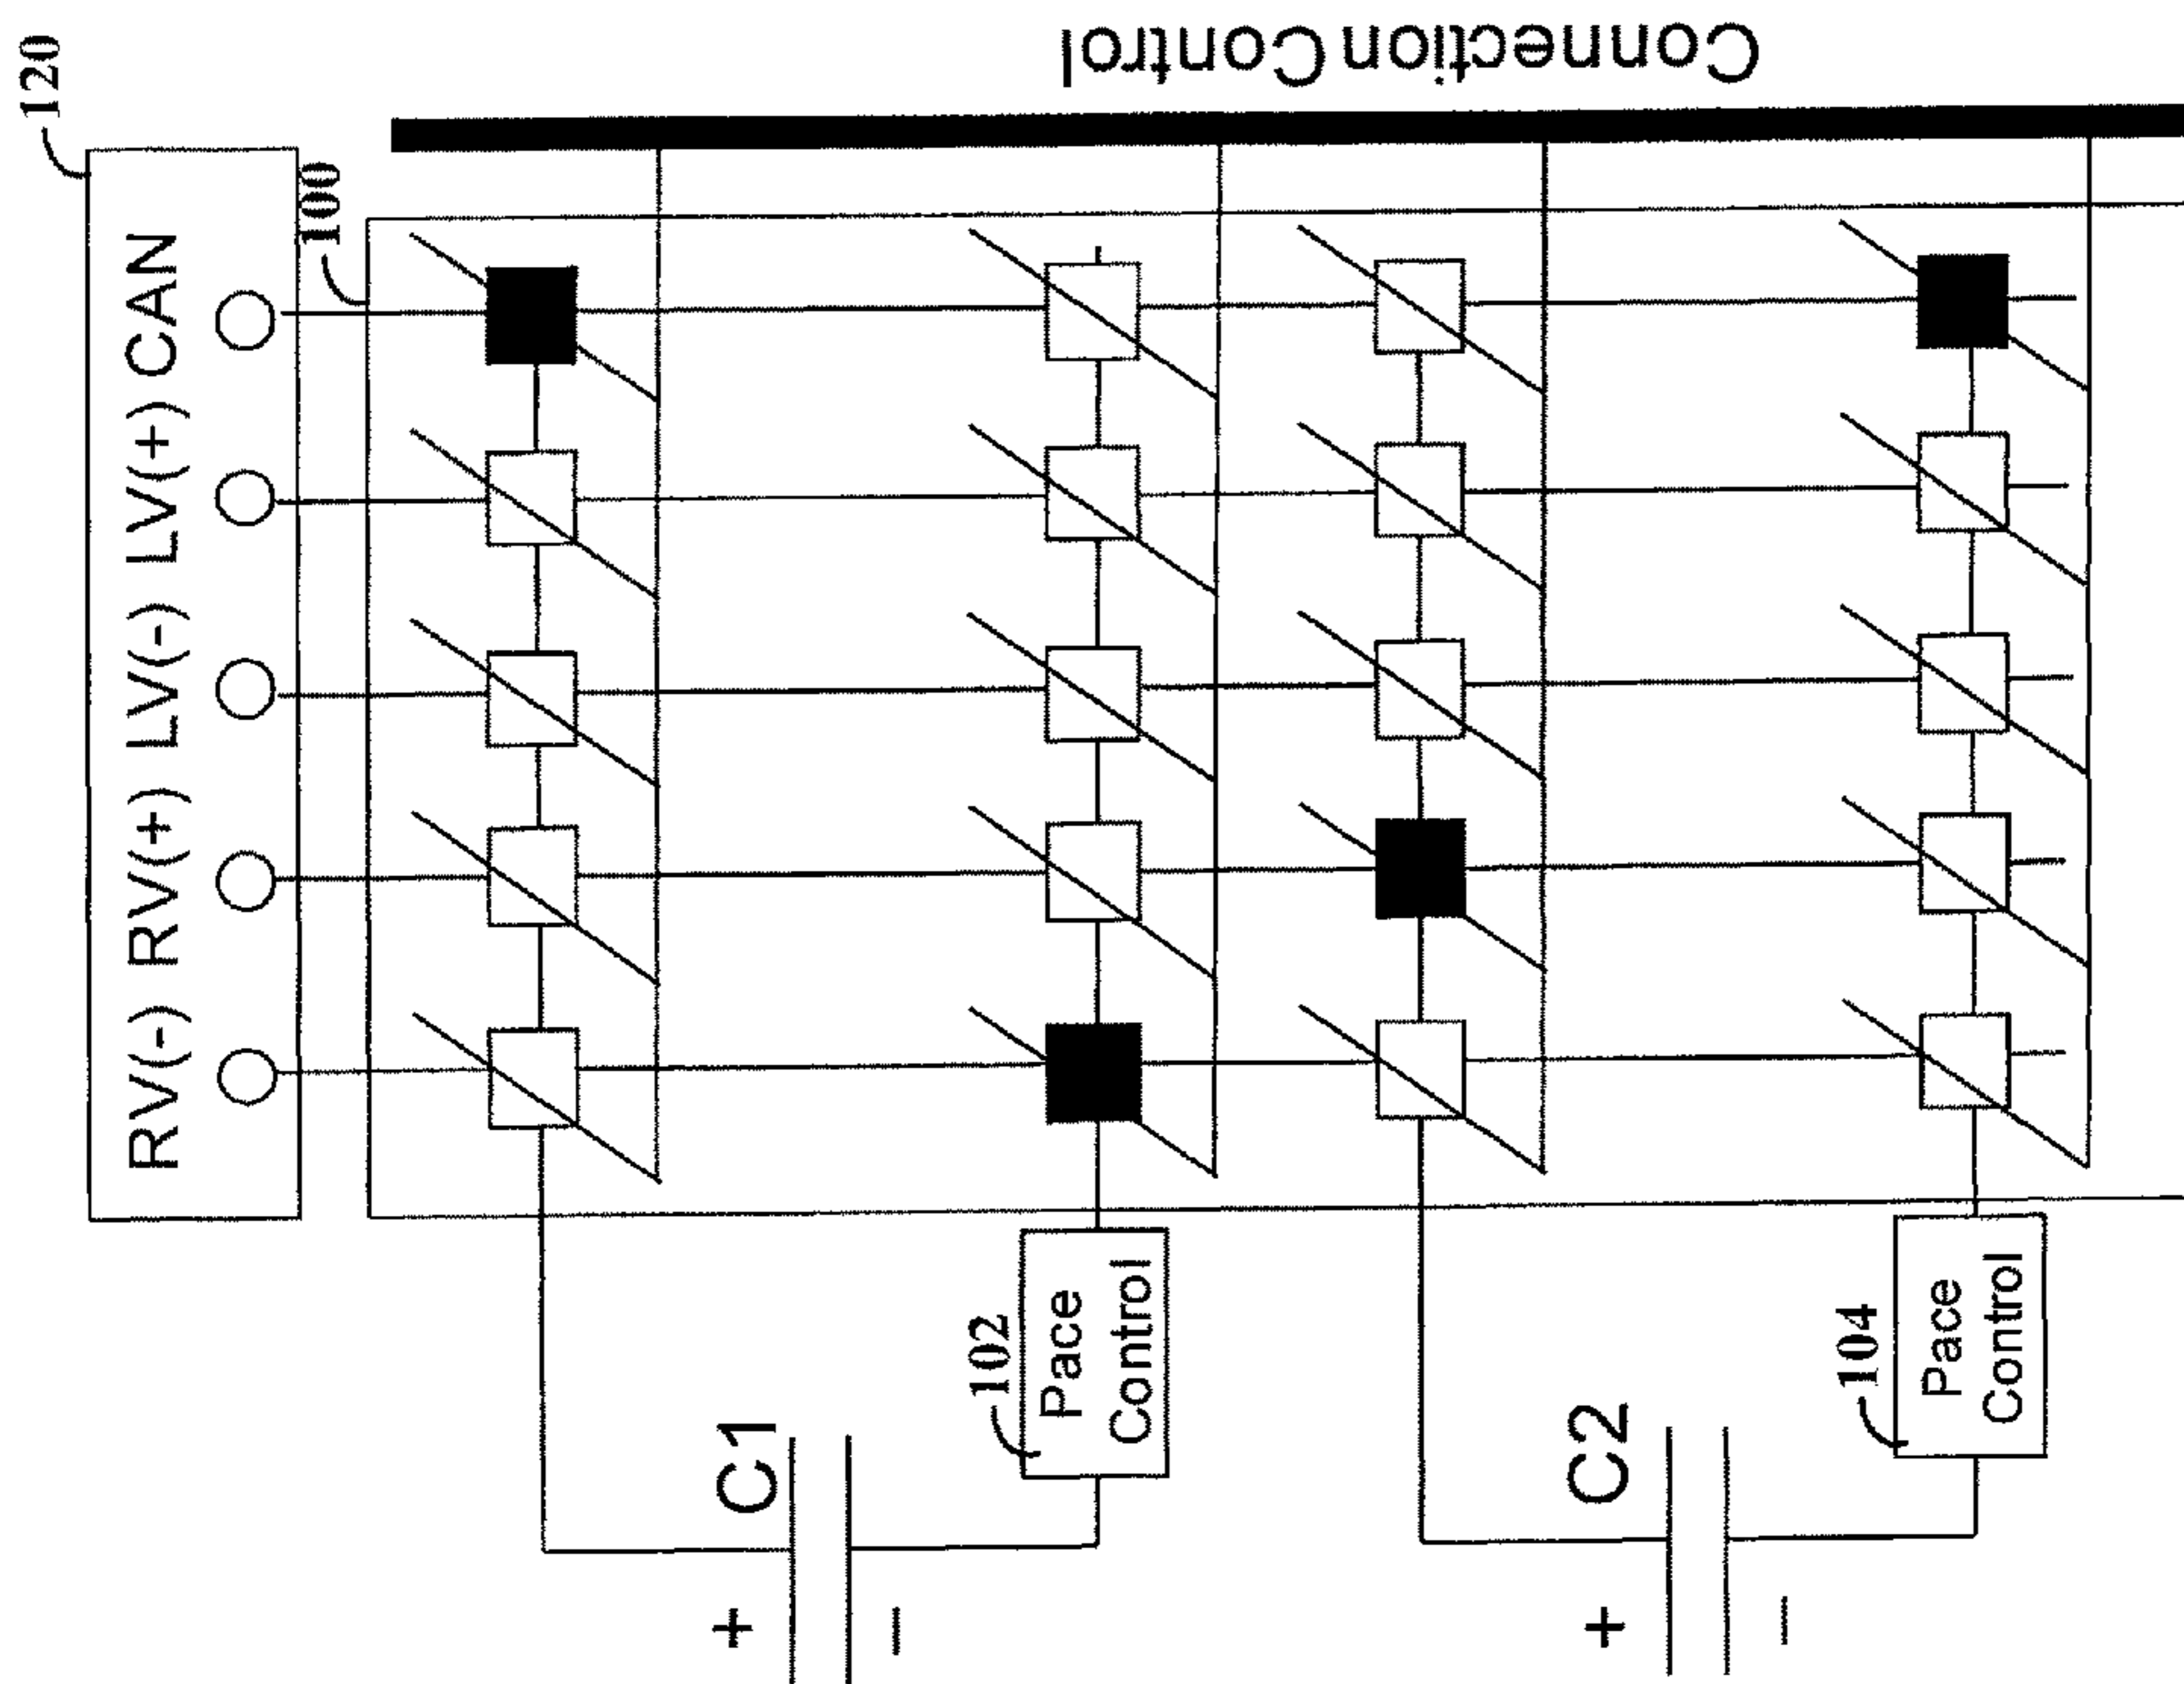 120
RV(-) RV(+) LV(-) LV(+) CAN
100
Connection Control
C1
+
−
102
Pace
Control
C2
+
−
104
Pace
Control